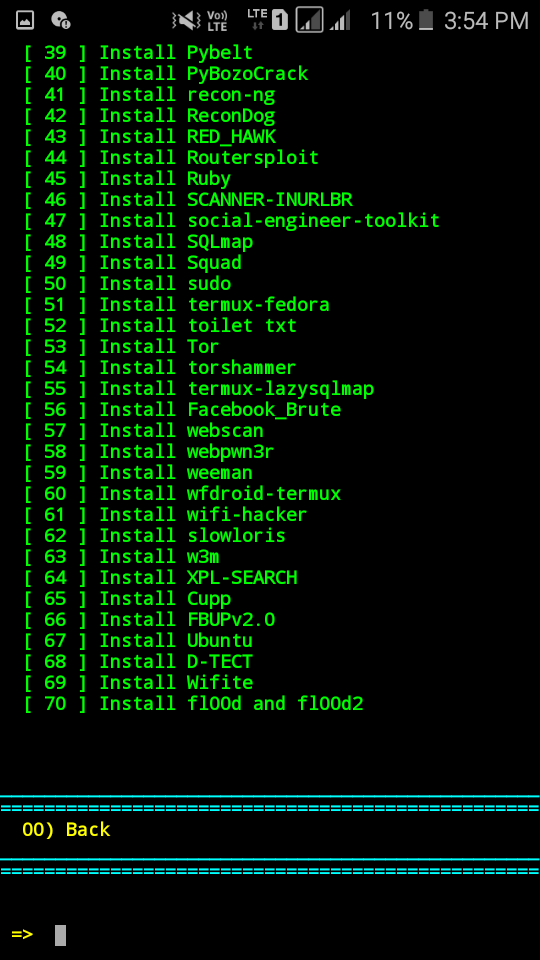 Vo)) LTE LTE 1 11% 3:54 PM
[ 39 ] Install Pybelt
[ 40 ] Install PyBozoCrack
[ 41 ] Install recon-ng
[ 42 ] Install ReconDog
[ 43 ] Install RED_HAWK
[ 44 ] Install Routersploit
[ 45 ] Install Ruby
[ 46 ] Install SCANNER-INURLBR
[ 47 ] Install social-engineer-toolkit
[ 48 ] Install SQLmap
[ 49 ] Install Squad
[ 50 ] Install sudo
[ 51 ] Install termux-fedora
[ 52 ] Install toilet txt
[ 53 ] Install Tor
[ 54 ] Install torshammer
[ 55 ] Install termux-lazysqlmap
[ 56 ] Install Facebook_Brute
[ 57 ] Install webscan
[ 58 ] Install webpwn3r
[ 59 ] Install weeman
[ 60 ] Install wfdroid-termux
[ 61 ] Install wifi-hacker
[ 62 ] Install slowloris
[ 63 ] Install w3m
[ 64 ] Install XPL-SEARCH
[ 65 ] Install Cupp
[ 66 ] Install FBUPv2.0
[ 67 ] Install Ubuntu
[ 68 ] Install D-TECT
[ 69 ] Install Wifite
[ 70 ] Install flOOd and flOOd2
OO) Back
=>